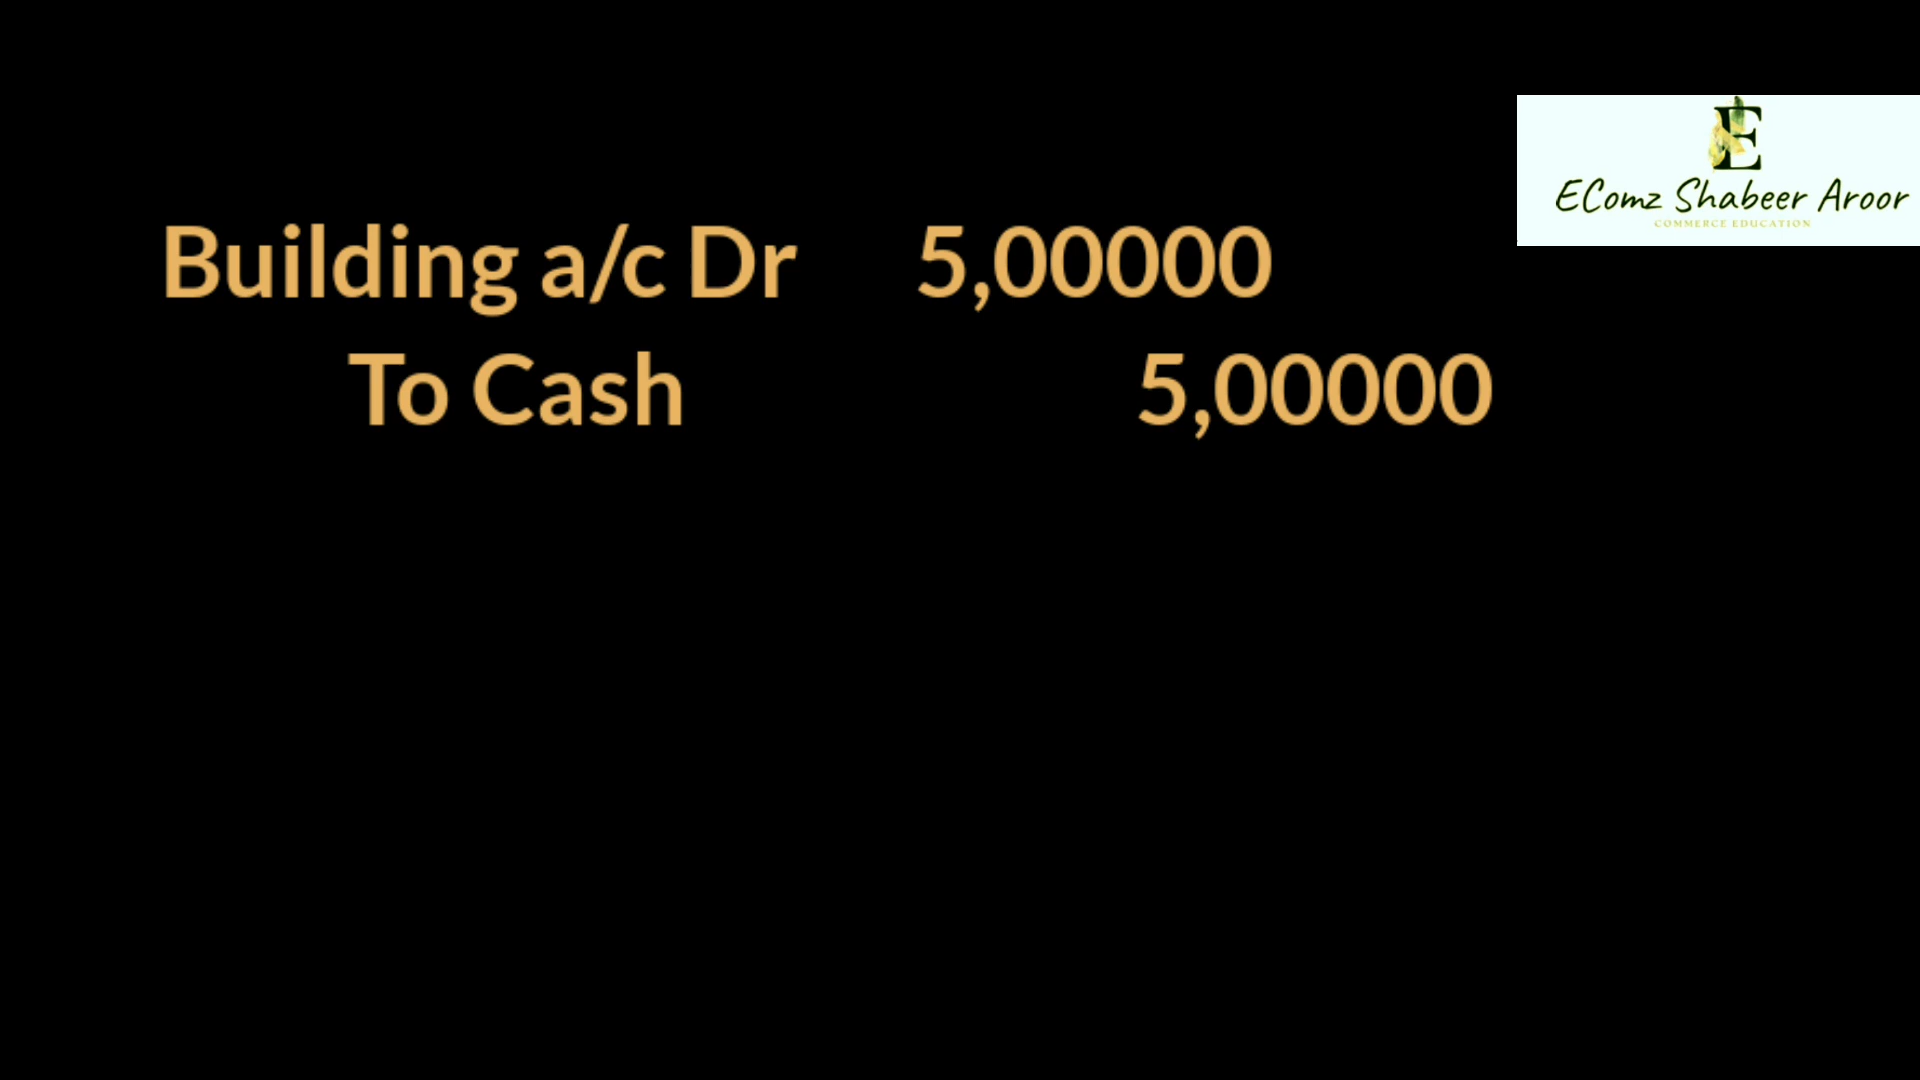 Building a/c Dr 5,00000
To Cash 5,00000
E
EComz Shabeer Aroor
COMMERCE EDUCATION